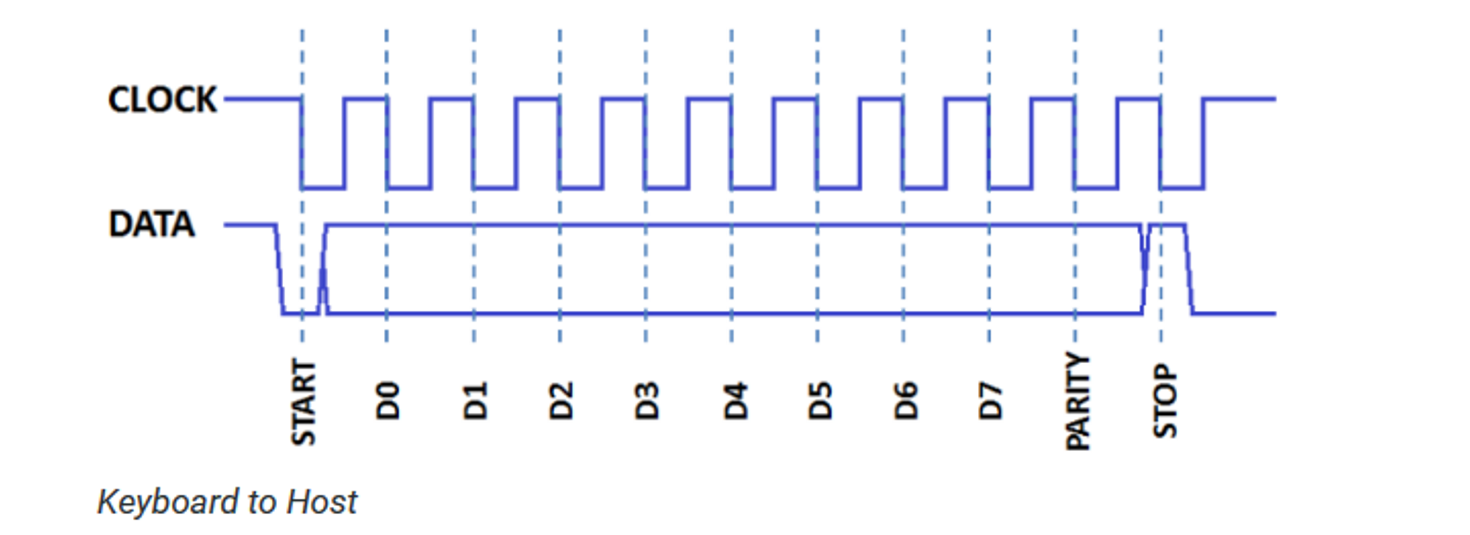 CLOCK
DATA
START
D0
D1
D2
D3
D4
D5
D6
D7
PARITY
STOP
Keyboard to Host